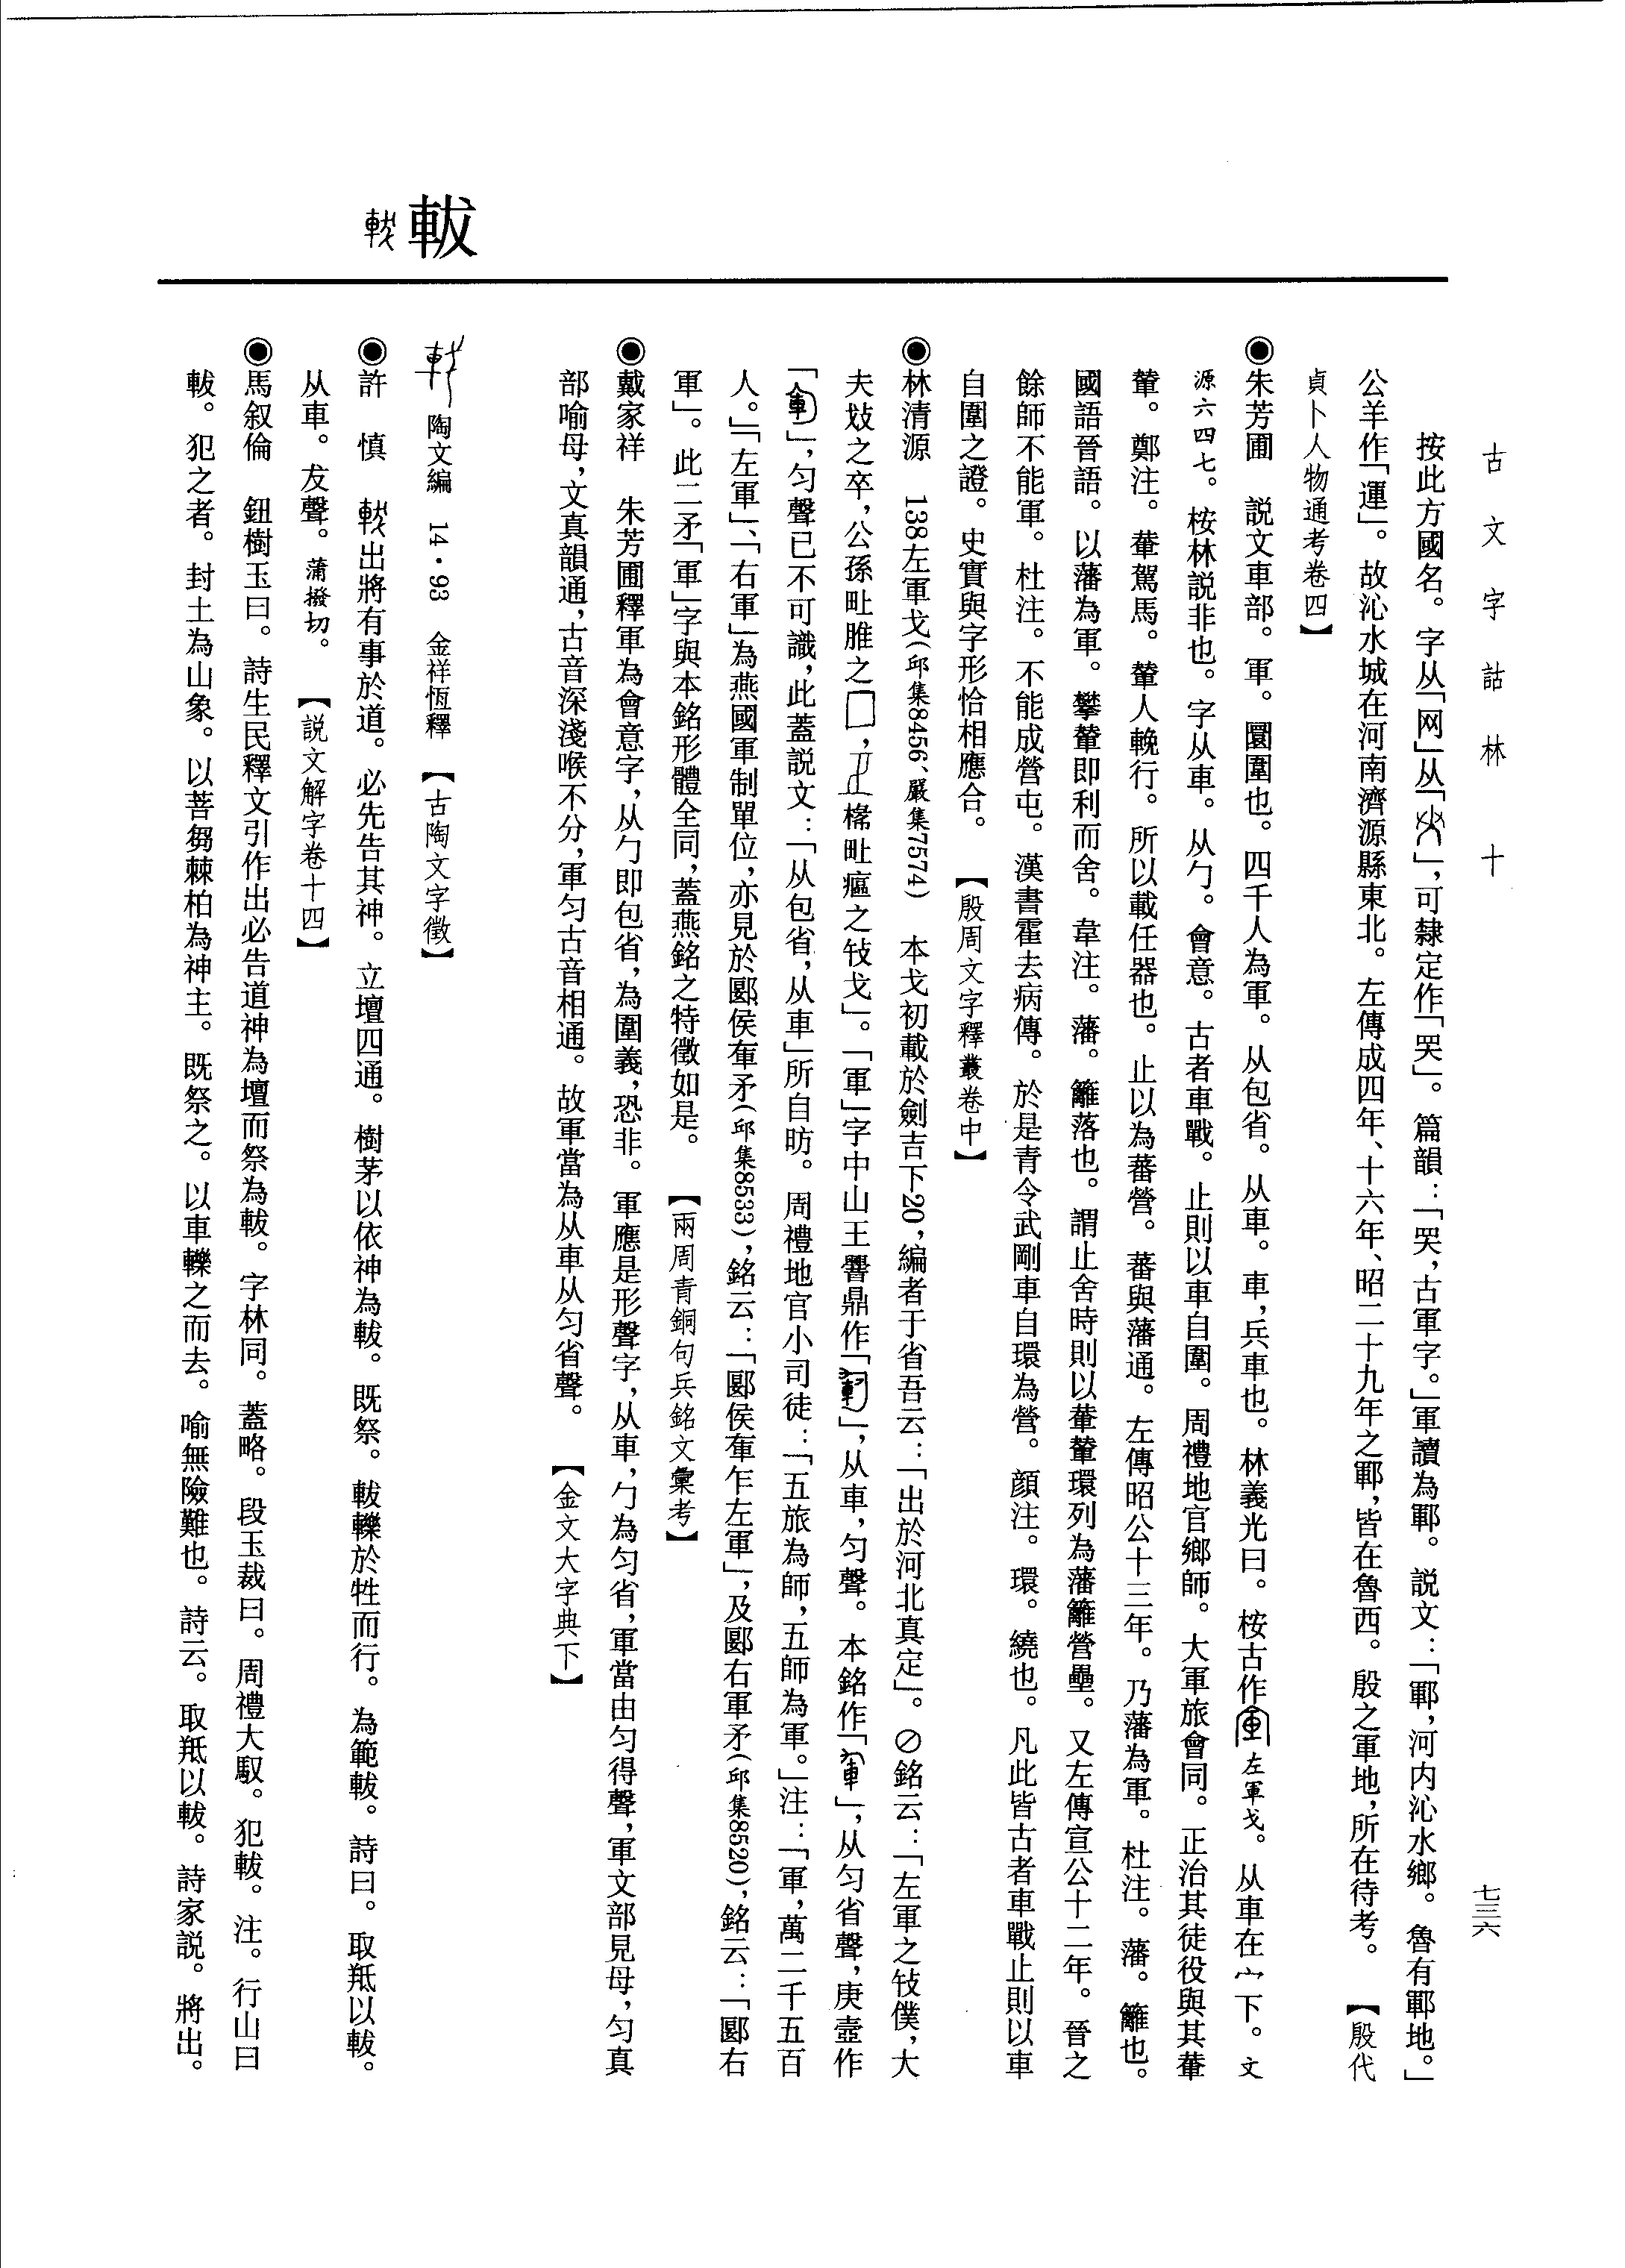 古文字詁林　十
七三六
軷
按此方國名。字从「网」从「」，可隸定作「䍐」。篇韻：「，古軍字。」軍讀為鄆。説文：「鄆，河内沁水鄉。魯有鄆地。」
公羊作「運」。故沁水城在河南濟源縣東北。左傳成四年、十六年、昭二十九年之鄆，皆在魯西。殷之軍地，所在待考。【殷代
貞卜人物通考卷四】
◉朱芳圃　説文車部。軍。圜圍也。四千人為軍。从包省。从車。車，兵車也。林義光曰。桉古作左軍戈。从車在宀下。文
源六四七。桉林説非也。字从車。从勹。會意。古者車戰。止則以車自圍。周禮地官鄉師。大軍旅會同。正治其徒役與其輂
輦。鄭注。輂駕馬。輦人輓行。所以載任器也。止以為蕃營。蕃與藩通。左傳昭公十三年。乃藩為軍。杜注。藩。籬也。
國語晉語。以藩為軍。攀輦即利而舍。韋注。藩。籬落也。謂止舍時則以輂輦環列為藩籬營壘。又左傳宣公十二年。晉之
餘師不能軍。杜注。不能成營屯。漢書霍去病傳。於是青令武剛車自環為營。顔注。環。繞也。凡此皆古者車戰止則以車
自圍之證。史實與字形恰相應合。【殷周文字釋叢卷中】
◉林清源　138左軍戈（邱集8456、嚴集7574）　本戈初載於劍吉下20，編者于省吾云：「出於河北真定」。⊘銘云：「左軍之攼僕，大
夫㪇之卒，公孫㽙脽之□，㮛㽙瘟之攼戈」。「軍」字中山王䁑鼎作「」，从車，勻聲。本銘作「」，从勻省聲，庚壺作
「」，勻聲已不可識，此蓋説文：「从包省，从車」所自昉。周禮地官小司徒：「五旅為師，五師為軍。」注：「軍，萬二千五百
人。」「左軍」、「右軍」為燕國軍制單位，亦見於郾侯䡅矛（邱集8533），銘云：「郾侯䡅乍左軍」，及郾右軍矛（邱集8520），銘云：「郾右
軍」。此二矛「軍」字與本銘形體全同，蓋燕銘之特徵如是。【兩周青銅句兵銘文彙考】
◉戴家祥　朱芳圃釋軍為會意字，从勹即包省，為圍義，恐非。軍應是形聲字，从車，勹為勻省，軍當由勻得聲，軍文部見母，勻真
部喻母，文真韻通，古音深淺喉不分，軍勻古音相通。故軍當為从車从勻省聲。【金文大字典下】
陶文編　14·93　金祥恆釋【古陶文字徵】
◉許　慎　軷出將有事於道。必先告其神。立壇四通。樹茅以依神為軷。既祭。軷轢於牲而行。為範軷。詩曰。取羝以軷。
从車。犮聲。蒲撥切。【説文解字卷十四】
◉馬叙倫　鈕樹玉曰。詩生民釋文引作出必告道神為壇而祭為軷。字林同。蓋略。段玉裁曰。周禮大馭。犯軷。注。行山曰
軷。犯之者。封土為山象。以菩芻棘柏為神主。既祭之。以車轢之而去。喻無險難也。詩云。取羝以軷。詩家説。將出。